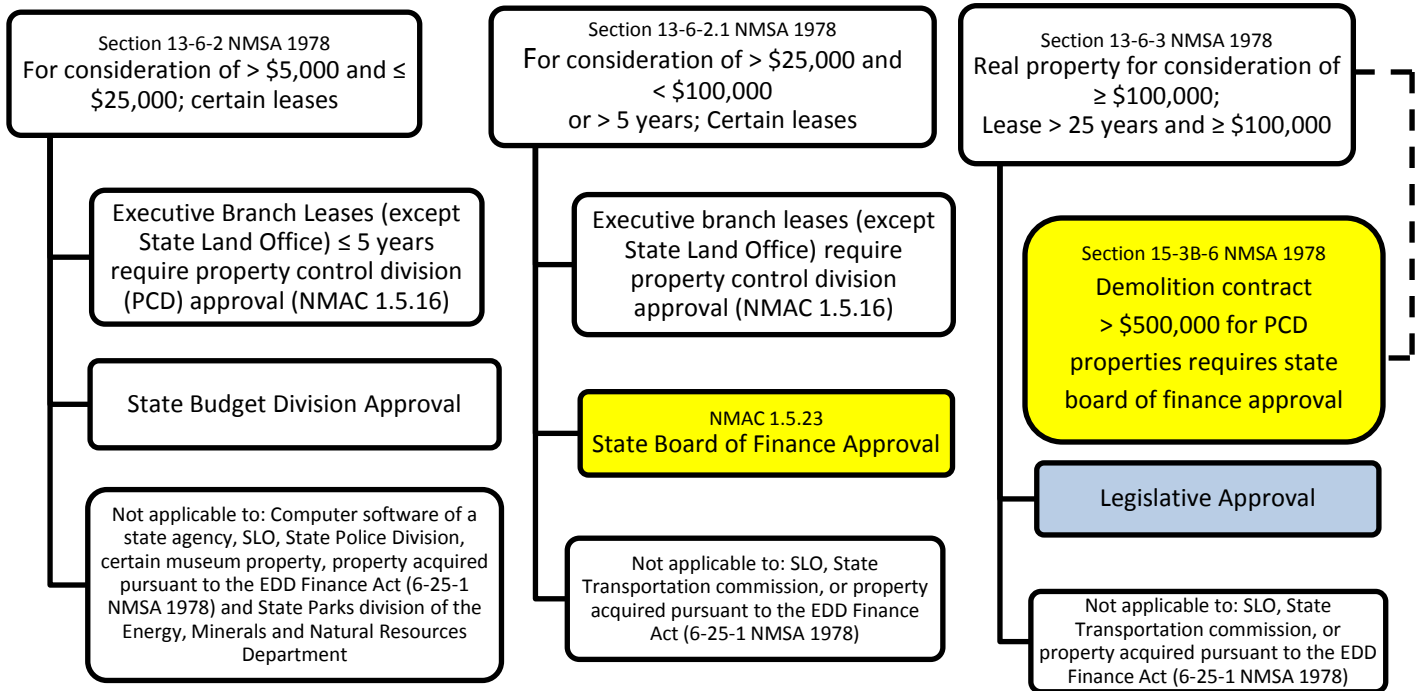 Section 13-6-2 NMSA 1978
For consideration of > $5,000 and ≤
$25,000; certain leases
Executive Branch Leases (except
State Land Office) ≤ 5 years
require property control division
(PCD) approval (NMAC 1.5.16)
State Budget Division Approval
Not applicable to: Computer software of a
state agency, SLO, State Police Division,
certain museum property, property acquired
pursuant to the EDD Finance Act (6-25-1
NMSA 1978) and State Parks division of the
Energy, Minerals and Natural Resources
Department
Section 13-6-2.1 NMSA 1978
For consideration of > $25,000 and
< $100,000
or > 5 years; Certain leases
Executive branch leases (except
State Land Office) require
property control division
approval (NMAC 1.5.16)
NMAC 1.5.23
State Board of Finance Approval
Not applicable to: SLO, State
Transportation commission, or property
acquired pursuant to the EDD Finance
Act (6-25-1 NMSA 1978)
Section 13-6-3 NMSA 1978
Real property for consideration of
≥ $100,000;
Lease > 25 years and ≥ $100,000
Section 15-3B-6 NMSA 1978
Demolition contract
> $500,000 for PCD
properties requires state
board of finance approval
Legislative Approval
Not applicable to: SLO, State
Transportation commission, or
property acquired pursuant to the EDD
Finance Act (6-25-1 NMSA 1978)